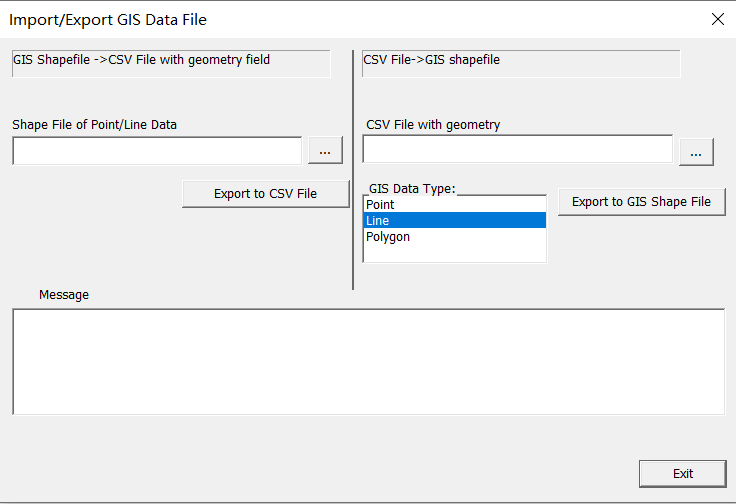 Import/Export GIS Data File
GIS Shapefile ->CSV File with geometry field
CSV File->GIS shapefile
Shape File of Point/Line Data
...
Export to CSV File
CSV File with geometry
...
GIS Data Type:
Point
Line
Polygon
Export to GIS Shape File
Message
Exit